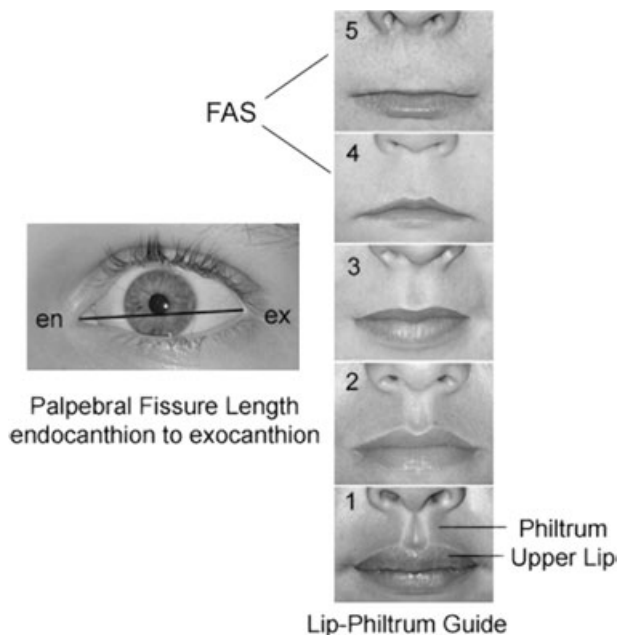 5
FAS
4
3
en
ex
Palpebral Fissure Length
endocanthion to exocanthion
2
1
Philtrum
Upper Lip
Lip-Philtrum Guide